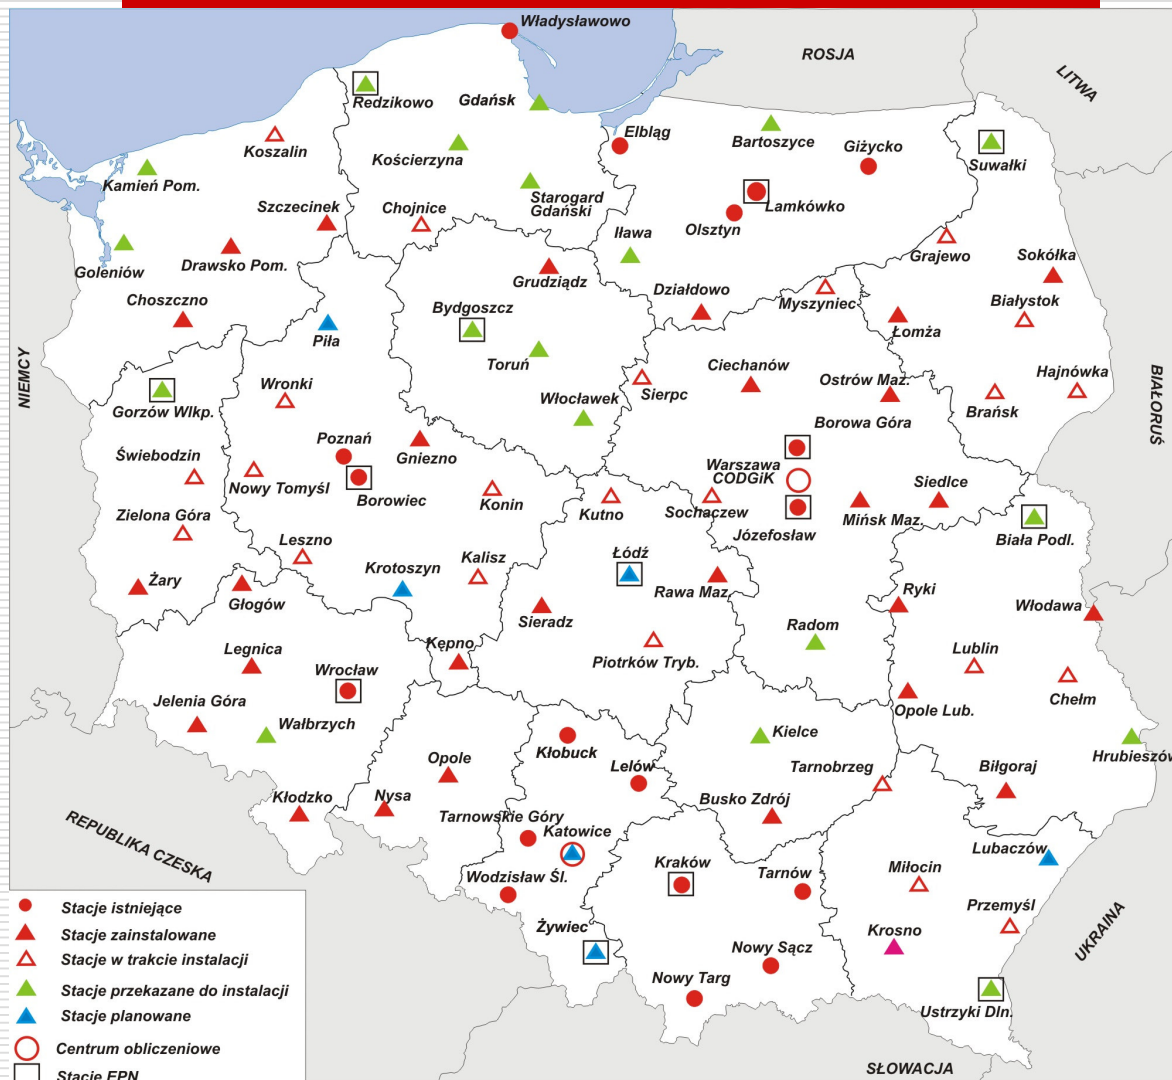 Władysławowo
ROSJA
LITWA
Redzikowo
Gdańsk
Elbląg
Bartoszyce
Giżycko
Suwałki
Koszalin
Kościerzyna
Kamień Pom.
Starogard
Gdański
Lamkówko
Szczecinek
Chojnice
Olsztyn
Iława
Grajewo
Sokółka
Goleniów
Drawsko Pom.
Grudziądz
Działdowo
Myszyniec
Białystok
Choszczno
Bydgoszcz
Łomża
Piła
Toruń
Ciechanów
Ostrów Maz.
Hajnówka
NIEMCY
Wronki
Sierpc
Brańsk
BIAŁORUŚ
Gorzów Wlkp.
Włocławek
Borowa Góra
Poznań
Gniezno
Świebodzin
Warszawa
CODGiK
Nowy Tomyśl
Borowiec
Konin
Kutno
Sochaczew
Siedlce
Zielona Góra
Mińsk Maz.
Józefosław
Biała Podl.
Leszno
Kalisz
Łódź
Krotoszyn
Żary
Głogów
Rawa Maz.
Ryki
Włodawa
Sieradz
Radom
Legnica
Kępno
Piotrków Tryb.
Lublin
Wrocław
Chełm
Jelenia Góra
Opole Lub.
Wałbrzych
Kielce
Kłobuck
Hrubieszów
Opole
Lelów
Tarnobrzeg
Biłgoraj
Kłodzko
Nysa
Busko Zdrój
Tarnowskie Góry
Katowice
REPUBLIKA CZESKA
Lubaczów
Kraków
Tarnów
Miłocin
Wodzisław Śl.
Przemyśl
Żywiec
Krosno
UKRAINA
Nowy Sącz
Nowy Targ
Ustrzyki Dln.
SŁOWACJA
Stacje istniejące
Stacje zainstalowane
Stacje w trakcie instalacji
Stacje przekazane do instalacji
Stacje planowane
Centrum obliczeniowe
Stacje EPN